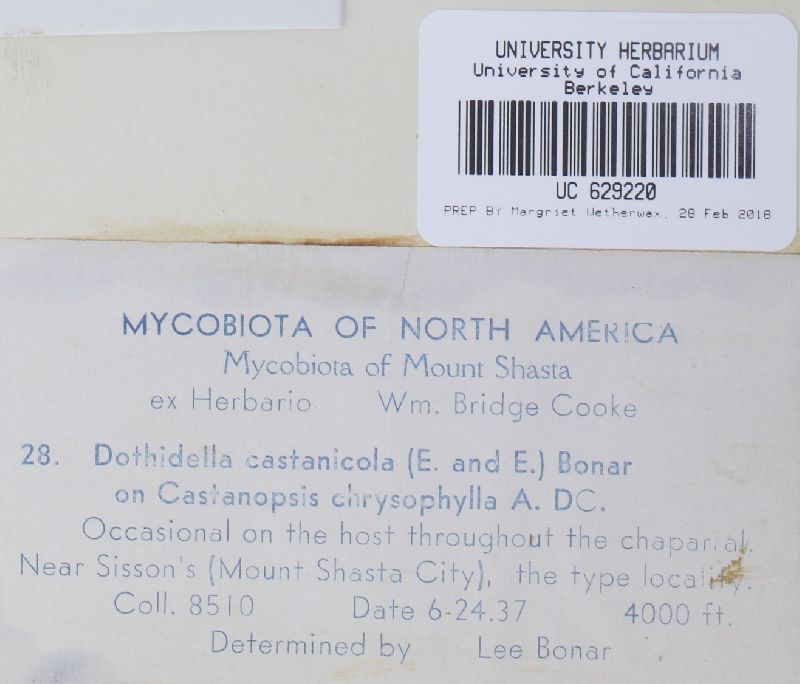 UNIVERSITY HERBARIUM
University of California
Berkeley
UC 629220
PREP BY Margriet Wetherwax, 28 Feb 2018
MYCOBIOTA OF NORTH AMERICA
Mycobiota of Mount Shasta
ex Herbario Wm. Bridge Cooke
28. Dothidella castanicola (E. and E.) Bonar
on Castanopsis chrysophylla A. DC.
Occasional on the host throughout the chaparral.
Near Sisson's (Mount Shasta City), the type locality.
Coll. 8510 Date 6-24.37 4000 ft.
Determined by Lee Bonar